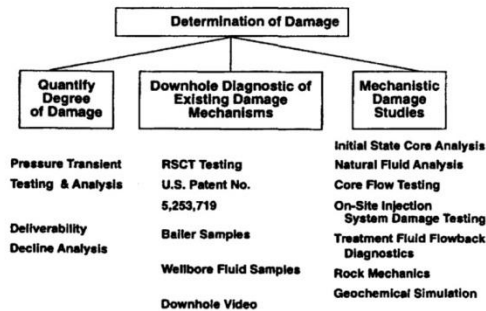 Determination of Damage
Quantify
Degree
of Damage
Pressure Transient
Testing & Analysis
Deliverability
Decline Analysis
Downhole Diagnostic of
Existing Damage
Mechanisms
RSCT Testing
U.S. Patent No.
5,253,719
Bailer Samples
Wellbore Fluid Samples
Downhole Video
Mechanistic
Damage
Studies
Initial State Core Analysis
Natural Fluid Analysis
Core Flow Testing
On-Site Injection
System Damage Testing
Treatment Fluid Flowback
Diagnostics
Rock Mechanics
Geochemical Simulation